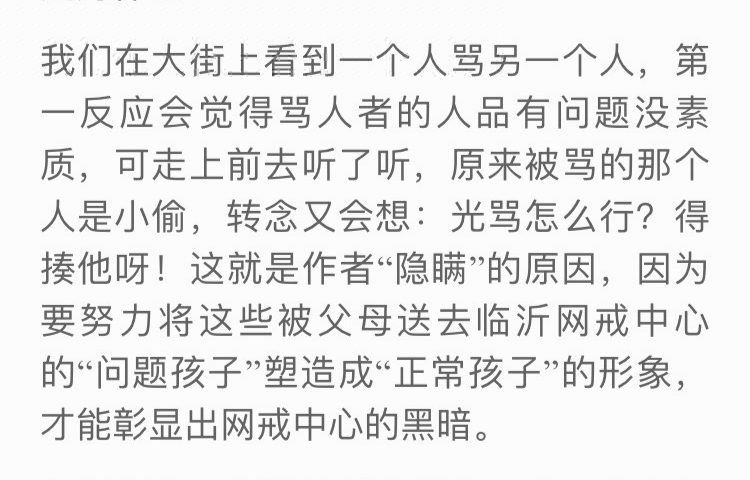 我们在大街上看到一个人骂另一个人，第
一反应会觉得骂人者的人品有问题没素
质，可走上前去听了听，原来被骂的那个
人是小偷，转念又会想：光骂怎么行？得
揍他呀！这就是作者“隐瞒”的原因，因为
要努力将这些被父母送去临沂网戒中心
的“问题孩子”塑造成“正常孩子”的形象，
才能彰显出网戒中心的黑暗。